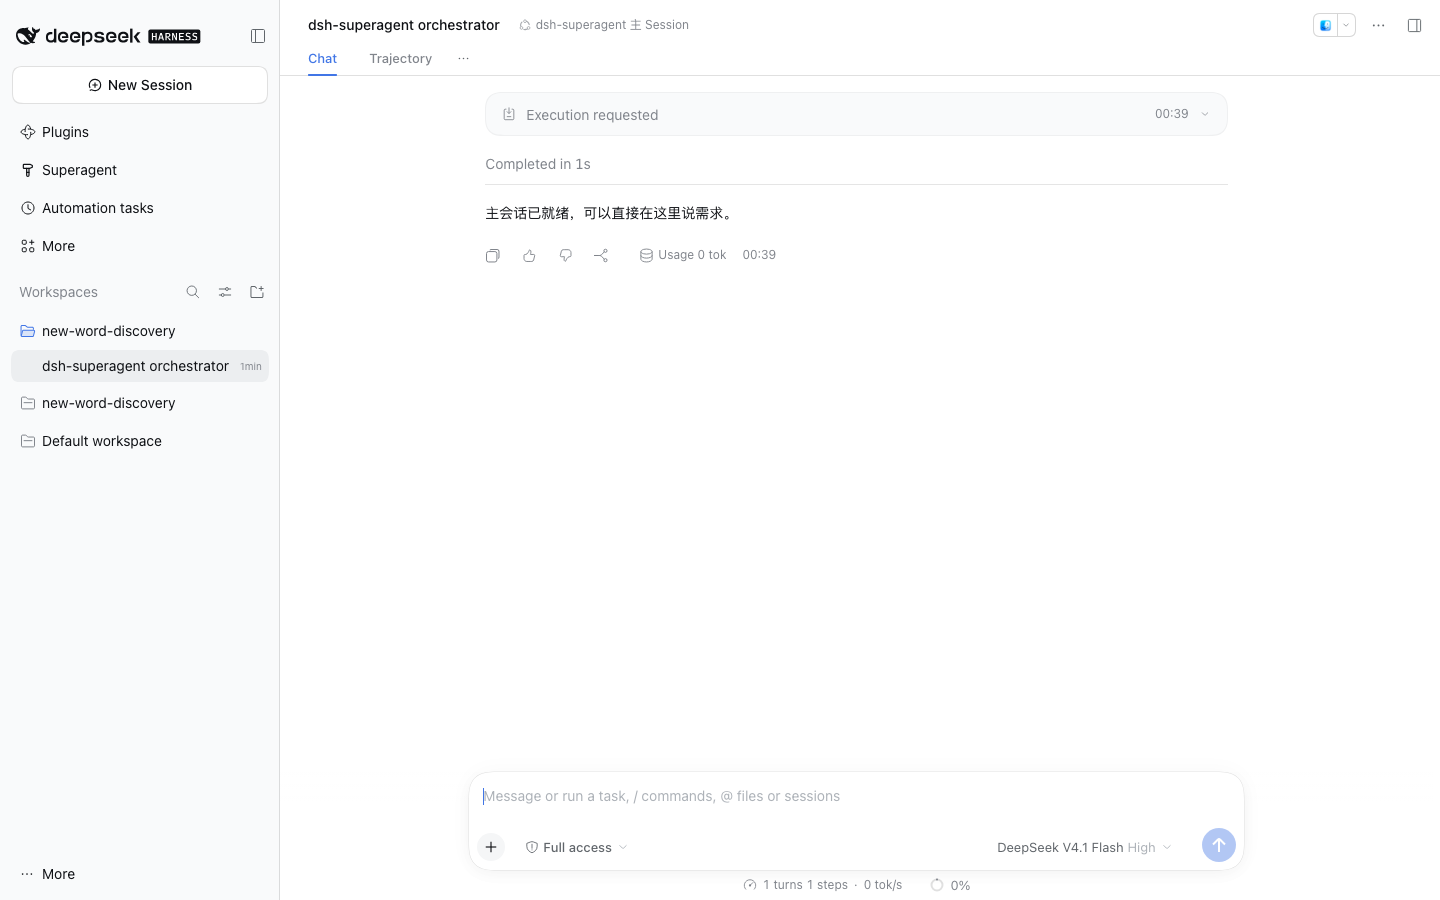 deepseek HARNESS
New Session
Plugins
Superagent
Automation tasks
More
Workspaces
new-word-discovery
dsh-superagent orchestrator 1min
new-word-discovery
Default workspace
More
dsh-superagent orchestrator dsh-superagent 主 Session
Chat Trajectory
Execution requested 00:39
Completed in 1s
主会话已就绪，可以直接在这里说需求。
Usage 0 tok 00:39
Message or run a task, / commands, @ files or sessions
Full access DeepSeek V4.1 Flash High
1 turns 1 steps · 0 tok/s 0%